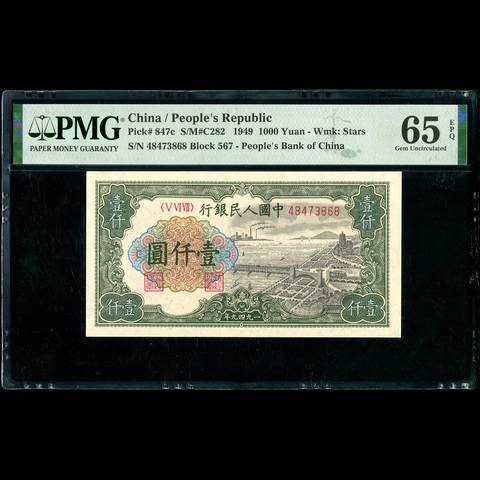 PMG
PAPER MONEY GUARANTY
China / People's Republic
Pick# 847c S/M#C282 1949 1000 Yuan - Wmk: Stars
S/N 48473868 Block 567 - People's Bank of China
65 EPQ
Gem Uncirculated
壹仟
〈V VI VII〉
行銀民人國中
48473868
圓仟壹
仟壹
年九四九一
仟壹